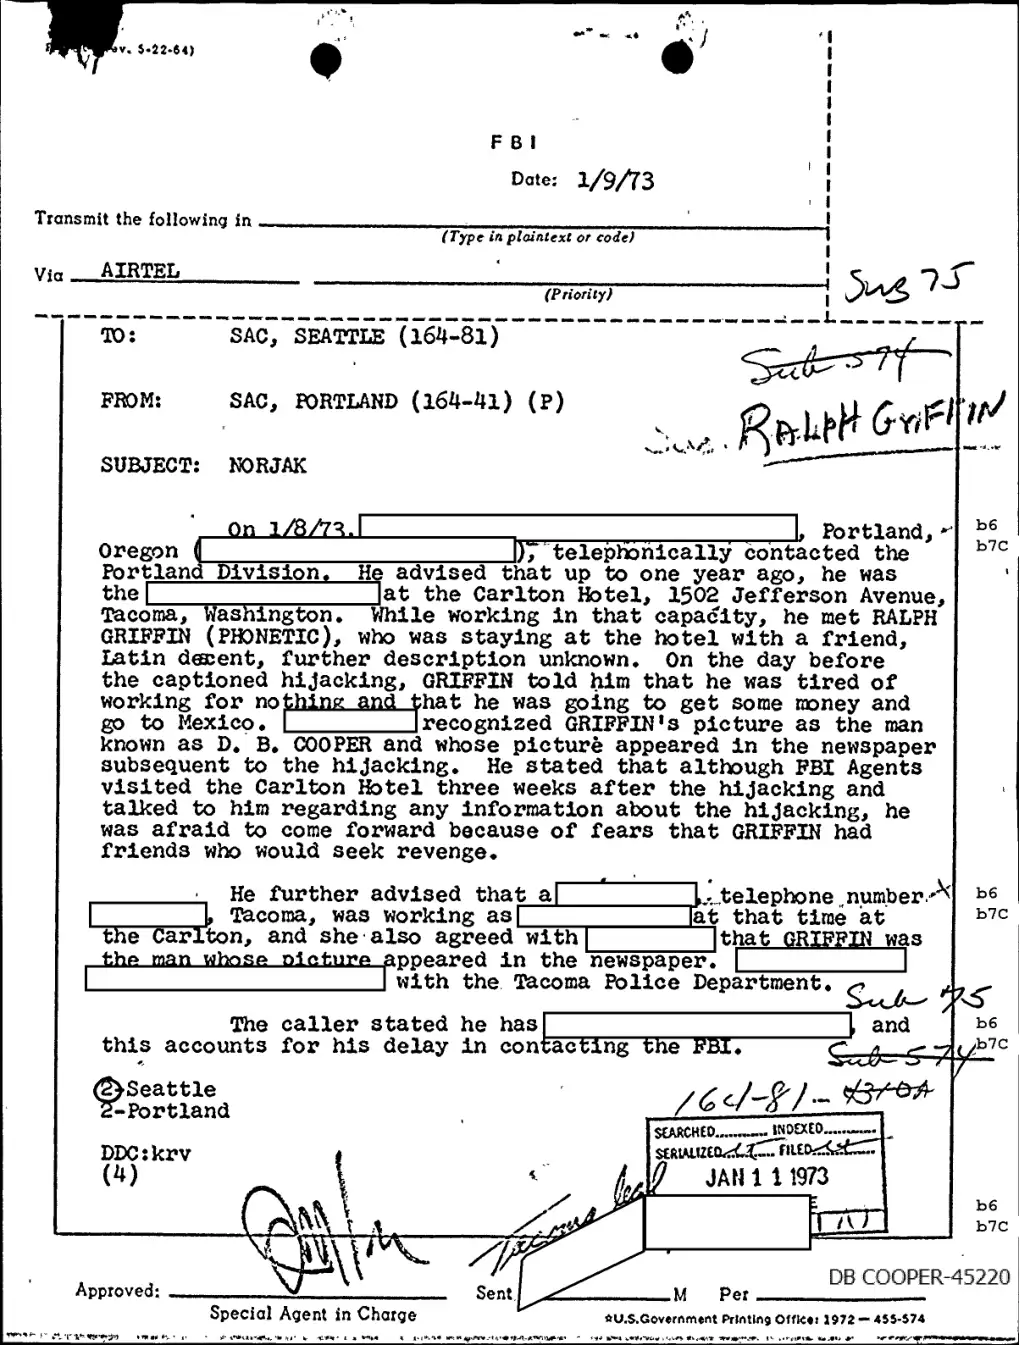 ev. 5-22-64)
F B I
Date: 1/9/73
Transmit the following in
(Type in plaintext or code)
Via AIRTEL
(Priority)
Sub 75
TO: SAC, SEATTLE (164-81)
Sub 574
FROM: SAC, PORTLAND (164-41) (P)
RALPH GRIFFIN
SUBJECT: NORJAK
On 1/8/73, , Portland,
b6
b7C
Oregon ( ), telephonically contacted the
Portland Division. He advised that up to one year ago, he was
the at the Carlton Hotel, 1502 Jefferson Avenue,
Tacoma, Washington. While working in that capacity, he met RALPH
GRIFFIN (PHONETIC), who was staying at the hotel with a friend,
Latin decent, further description unknown. On the day before
the captioned hijacking, GRIFFIN told him that he was tired of
working for nothing and that he was going to get some money and
go to Mexico. recognized GRIFFIN's picture as the man
known as D. B. COOPER and whose picture appeared in the newspaper
subsequent to the hijacking. He stated that although FBI Agents
visited the Carlton Hotel three weeks after the hijacking and
talked to him regarding any information about the hijacking, he
was afraid to come forward because of fears that GRIFFIN had
friends who would seek revenge.
He further advised that a , telephone number
b6
b7C
, Tacoma, was working as at that time at
the Carlton, and she also agreed with that GRIFFIN was
the man whose picture appeared in the newspaper.
with the Tacoma Police Department.
Sub 75
The caller stated he has , and
b6
b7C
this accounts for his delay in contacting the FBI.
Sub 574
2-Seattle
2-Portland
164-81-
DDC:krv
(4)
SEARCHED INDEXED
SERIALIZED FILED
JAN 1 1 1973
Tacoma lead
b6
b7C
DB COOPER-45220
Approved: Sent M Per
Special Agent in Charge
☆U.S.Government Printing Office: 1972 — 455-574